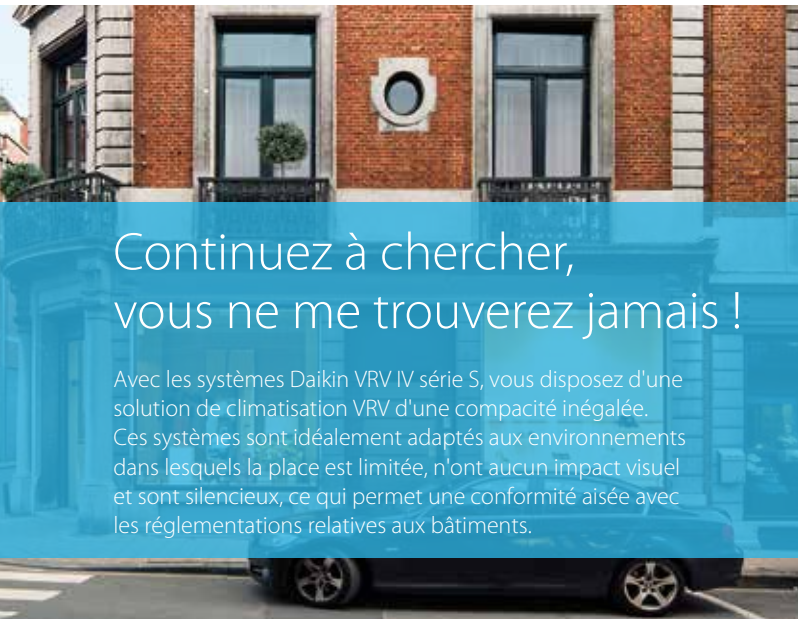 Continuez à chercher,
vous ne me trouverez jamais !
Avec les systèmes Daikin VRV IV série S, vous disposez d'une
solution de climatisation VRV d'une compacité inégalée.
Ces systèmes sont idéalement adaptés aux environnements
dans lesquels la place est limitée, n'ont aucun impact visuel
et sont silencieux, ce qui permet une conformité aisée avec
les réglementations relatives aux bâtiments.